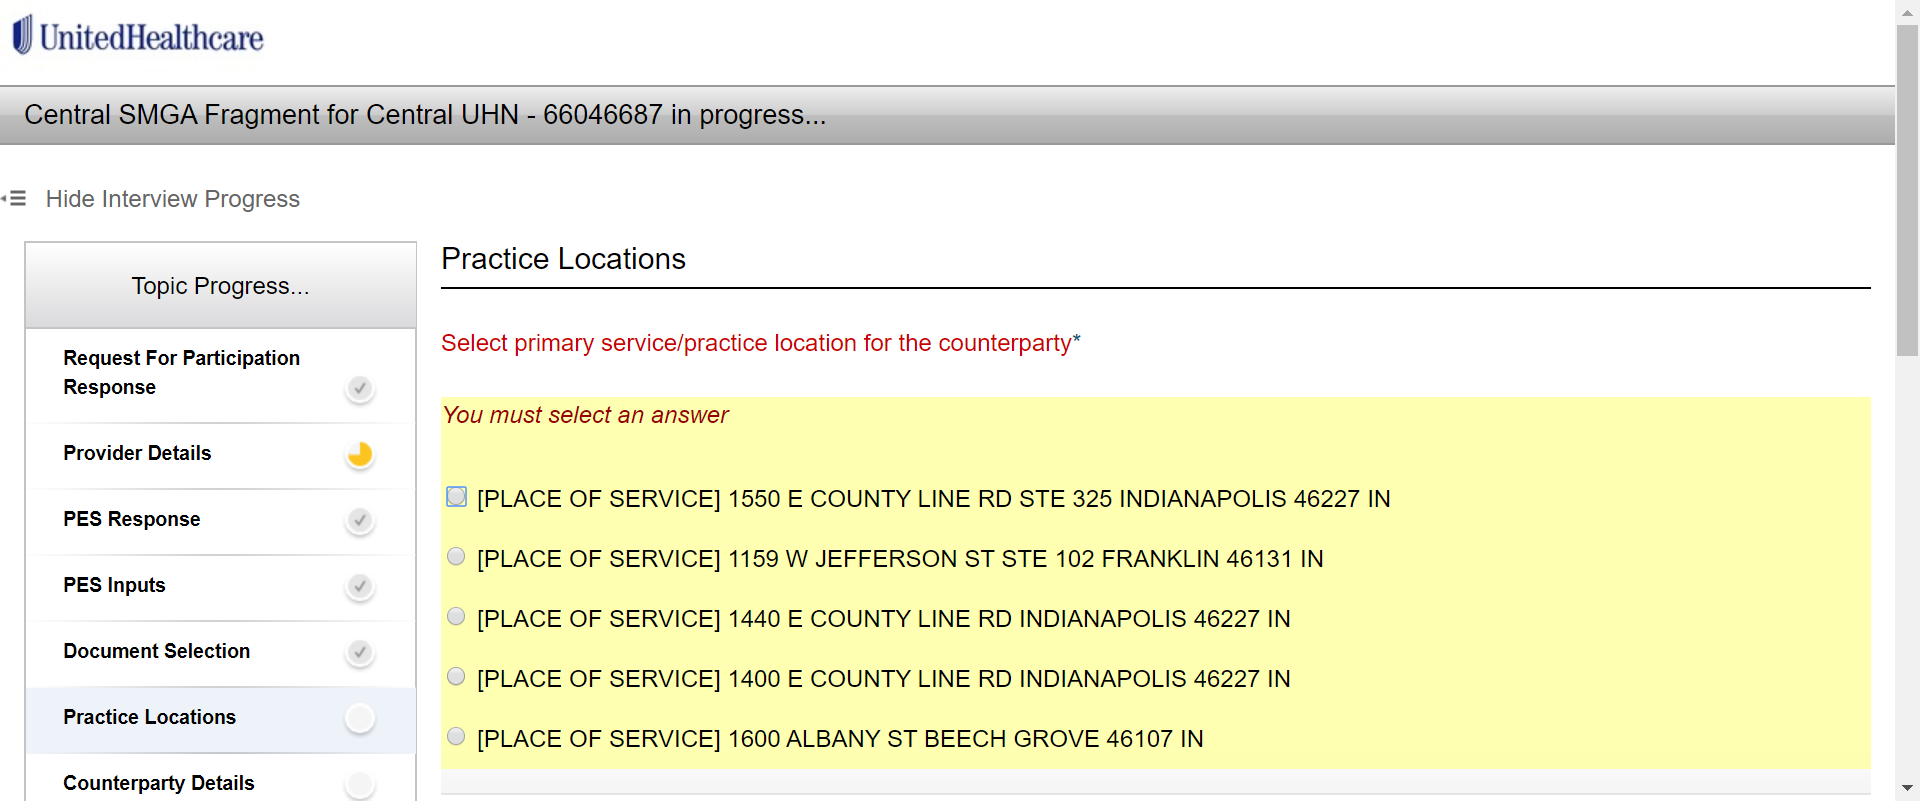 UnitedHealthcare
Central SMGA Fragment for Central UHN - 66046687 in progress...
Hide Interview Progress
Topic Progress...
Request For Participation
Response
Provider Details
PES Response
PES Inputs
Document Selection
Practice Locations
Counterparty Details
Practice Locations
Select primary service/practice location for the counterparty*
You must select an answer
[PLACE OF SERVICE] 1550 E COUNTY LINE RD STE 325 INDIANAPOLIS 46227 IN
[PLACE OF SERVICE] 1159 W JEFFERSON ST STE 102 FRANKLIN 46131 IN
[PLACE OF SERVICE] 1440 E COUNTY LINE RD INDIANAPOLIS 46227 IN
[PLACE OF SERVICE] 1400 E COUNTY LINE RD INDIANAPOLIS 46227 IN
[PLACE OF SERVICE] 1600 ALBANY ST BEECH GROVE 46107 IN